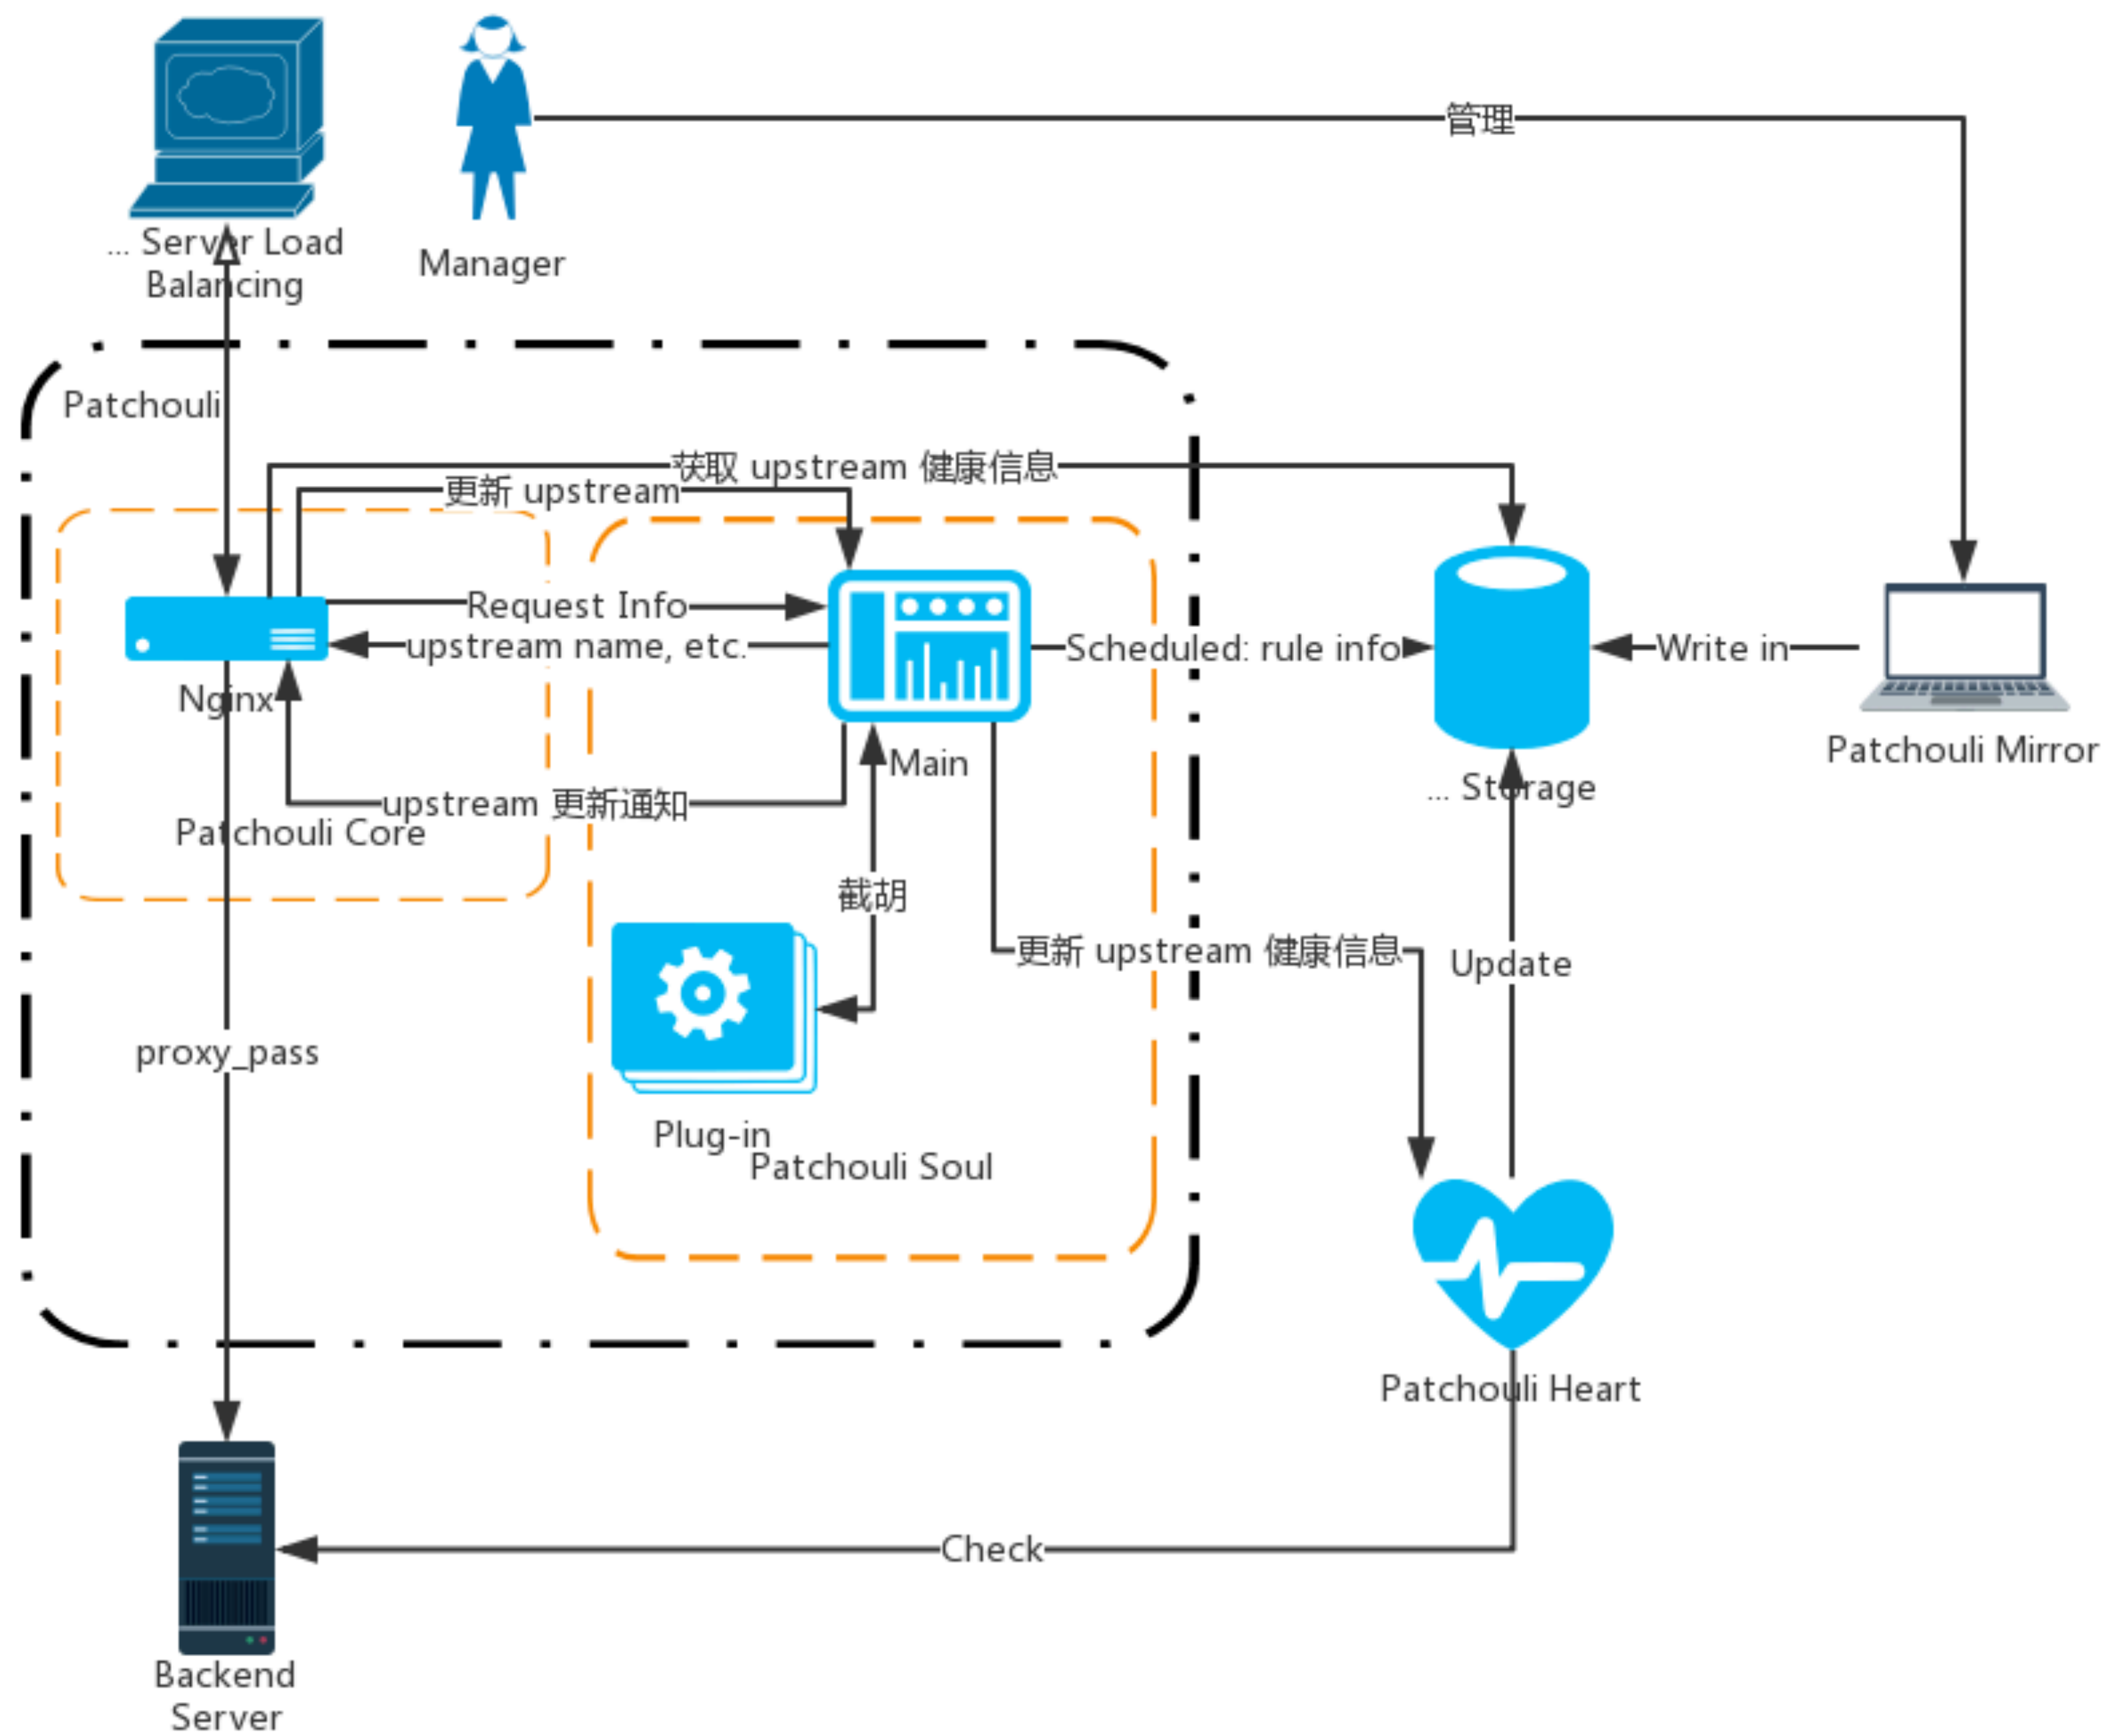 ... Server Load
Balancing
Manager
管理
Patchouli
获取 upstream 健康信息
更新 upstream
Request Info
upstream name, etc.
Scheduled: rule info
Write in
Nginx
Main
Patchouli Mirror
... Storage
upstream 更新通知
Patchouli Core
截胡
更新 upstream 健康信息
Update
proxy_pass
Plug-in
Patchouli Soul
Patchouli Heart
Check
Backend
Server